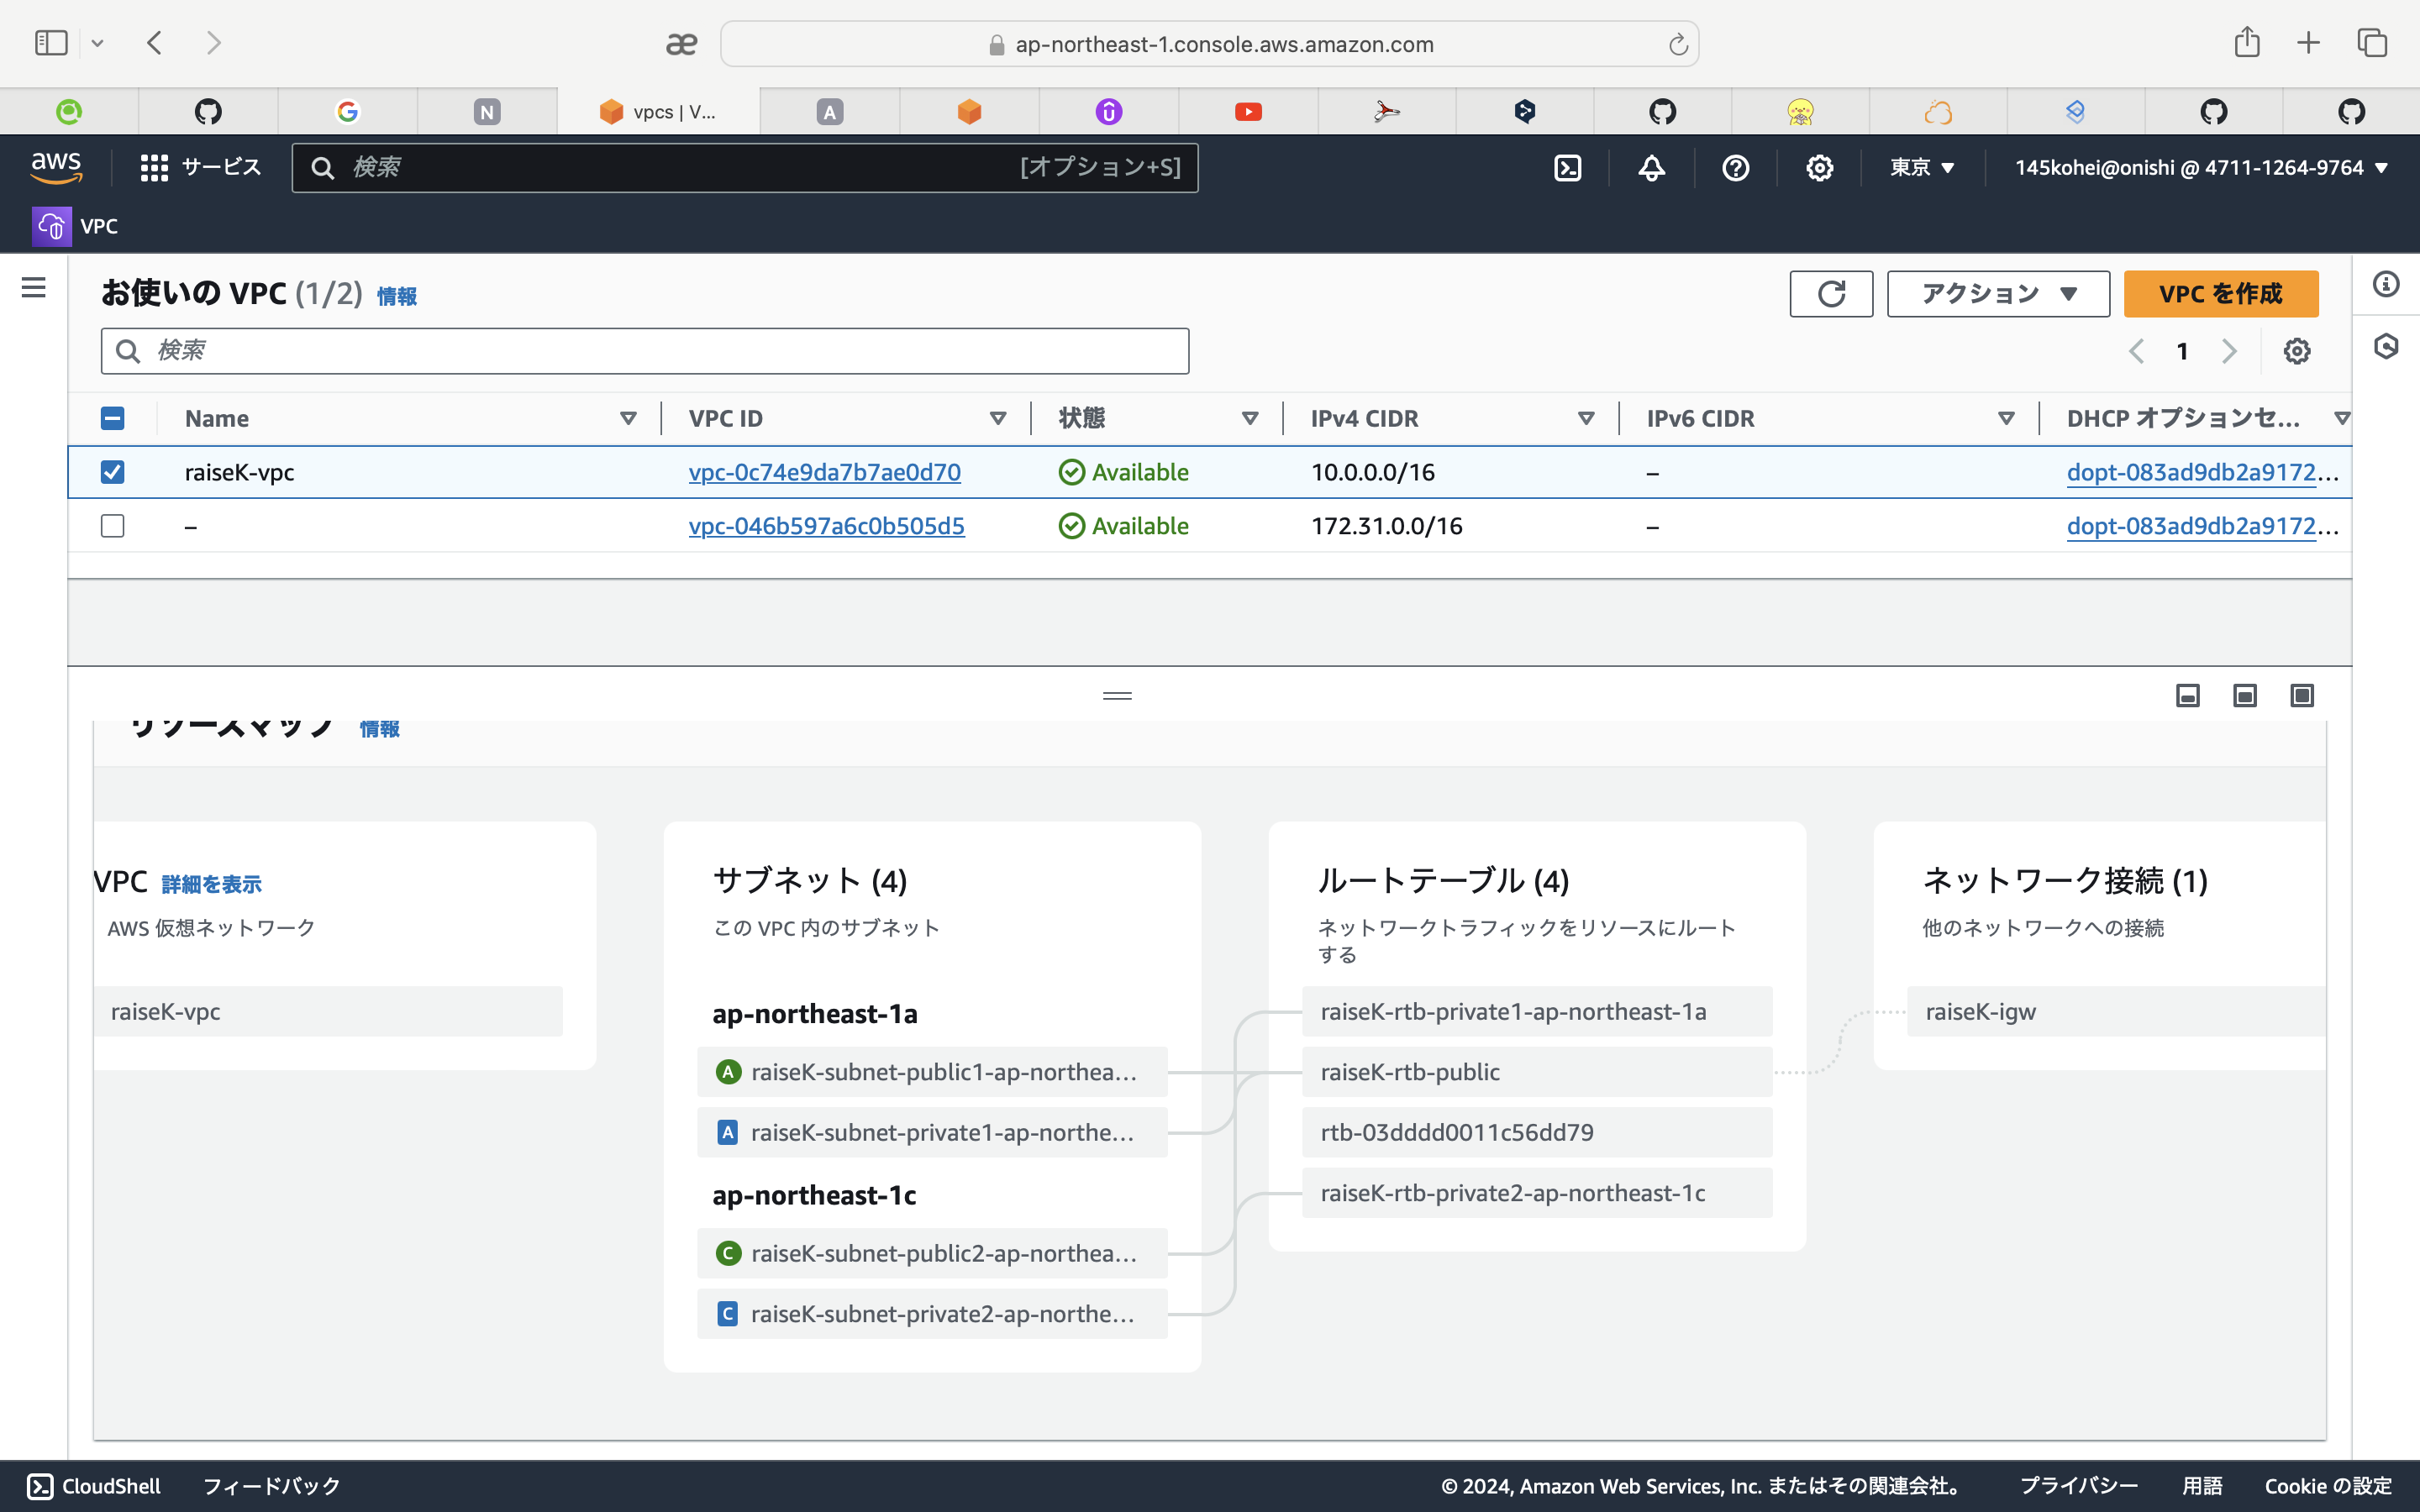 ap-northeast-1.console.aws.amazon.com
N
vpcs | V...
A
aws
サービス
検索
[オプション+S]
東京 ▼
145kohei@onishi @ 4711-1264-9764 ▼
VPC
お使いの VPC (1/2) 情報
アクション ▼
VPC を作成
検索
1
Name
VPC ID
状態
IPv4 CIDR
IPv6 CIDR
DHCP オプションセ...
raiseK-vpc
vpc-0c74e9da7b7ae0d70
Available
10.0.0.0/16
–
dopt-083ad9db2a9172...
–
vpc-046b597a6c0b505d5
Available
172.31.0.0/16
–
dopt-083ad9db2a9172...
リソースマップ 情報
VPC 詳細を表示
AWS 仮想ネットワーク
raiseK-vpc
サブネット (4)
この VPC 内のサブネット
ap-northeast-1a
A raiseK-subnet-public1-ap-northea...
A raiseK-subnet-private1-ap-northe...
ap-northeast-1c
C raiseK-subnet-public2-ap-northea...
C raiseK-subnet-private2-ap-northe...
ルートテーブル (4)
ネットワークトラフィックをリソースにルート
する
raiseK-rtb-private1-ap-northeast-1a
raiseK-rtb-public
rtb-03dddd0011c56dd79
raiseK-rtb-private2-ap-northeast-1c
ネットワーク接続 (1)
他のネットワークへの接続
raiseK-igw
CloudShell
フィードバック
© 2024, Amazon Web Services, Inc. またはその関連会社。
プライバシー
用語
Cookie の設定